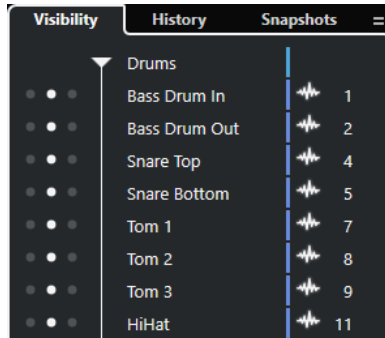 Visibility History Snapshots
Drums
Bass Drum In 1
Bass Drum Out 2
Snare Top 4
Snare Bottom 5
Tom 1 7
Tom 2 8
Tom 3 9
HiHat 11